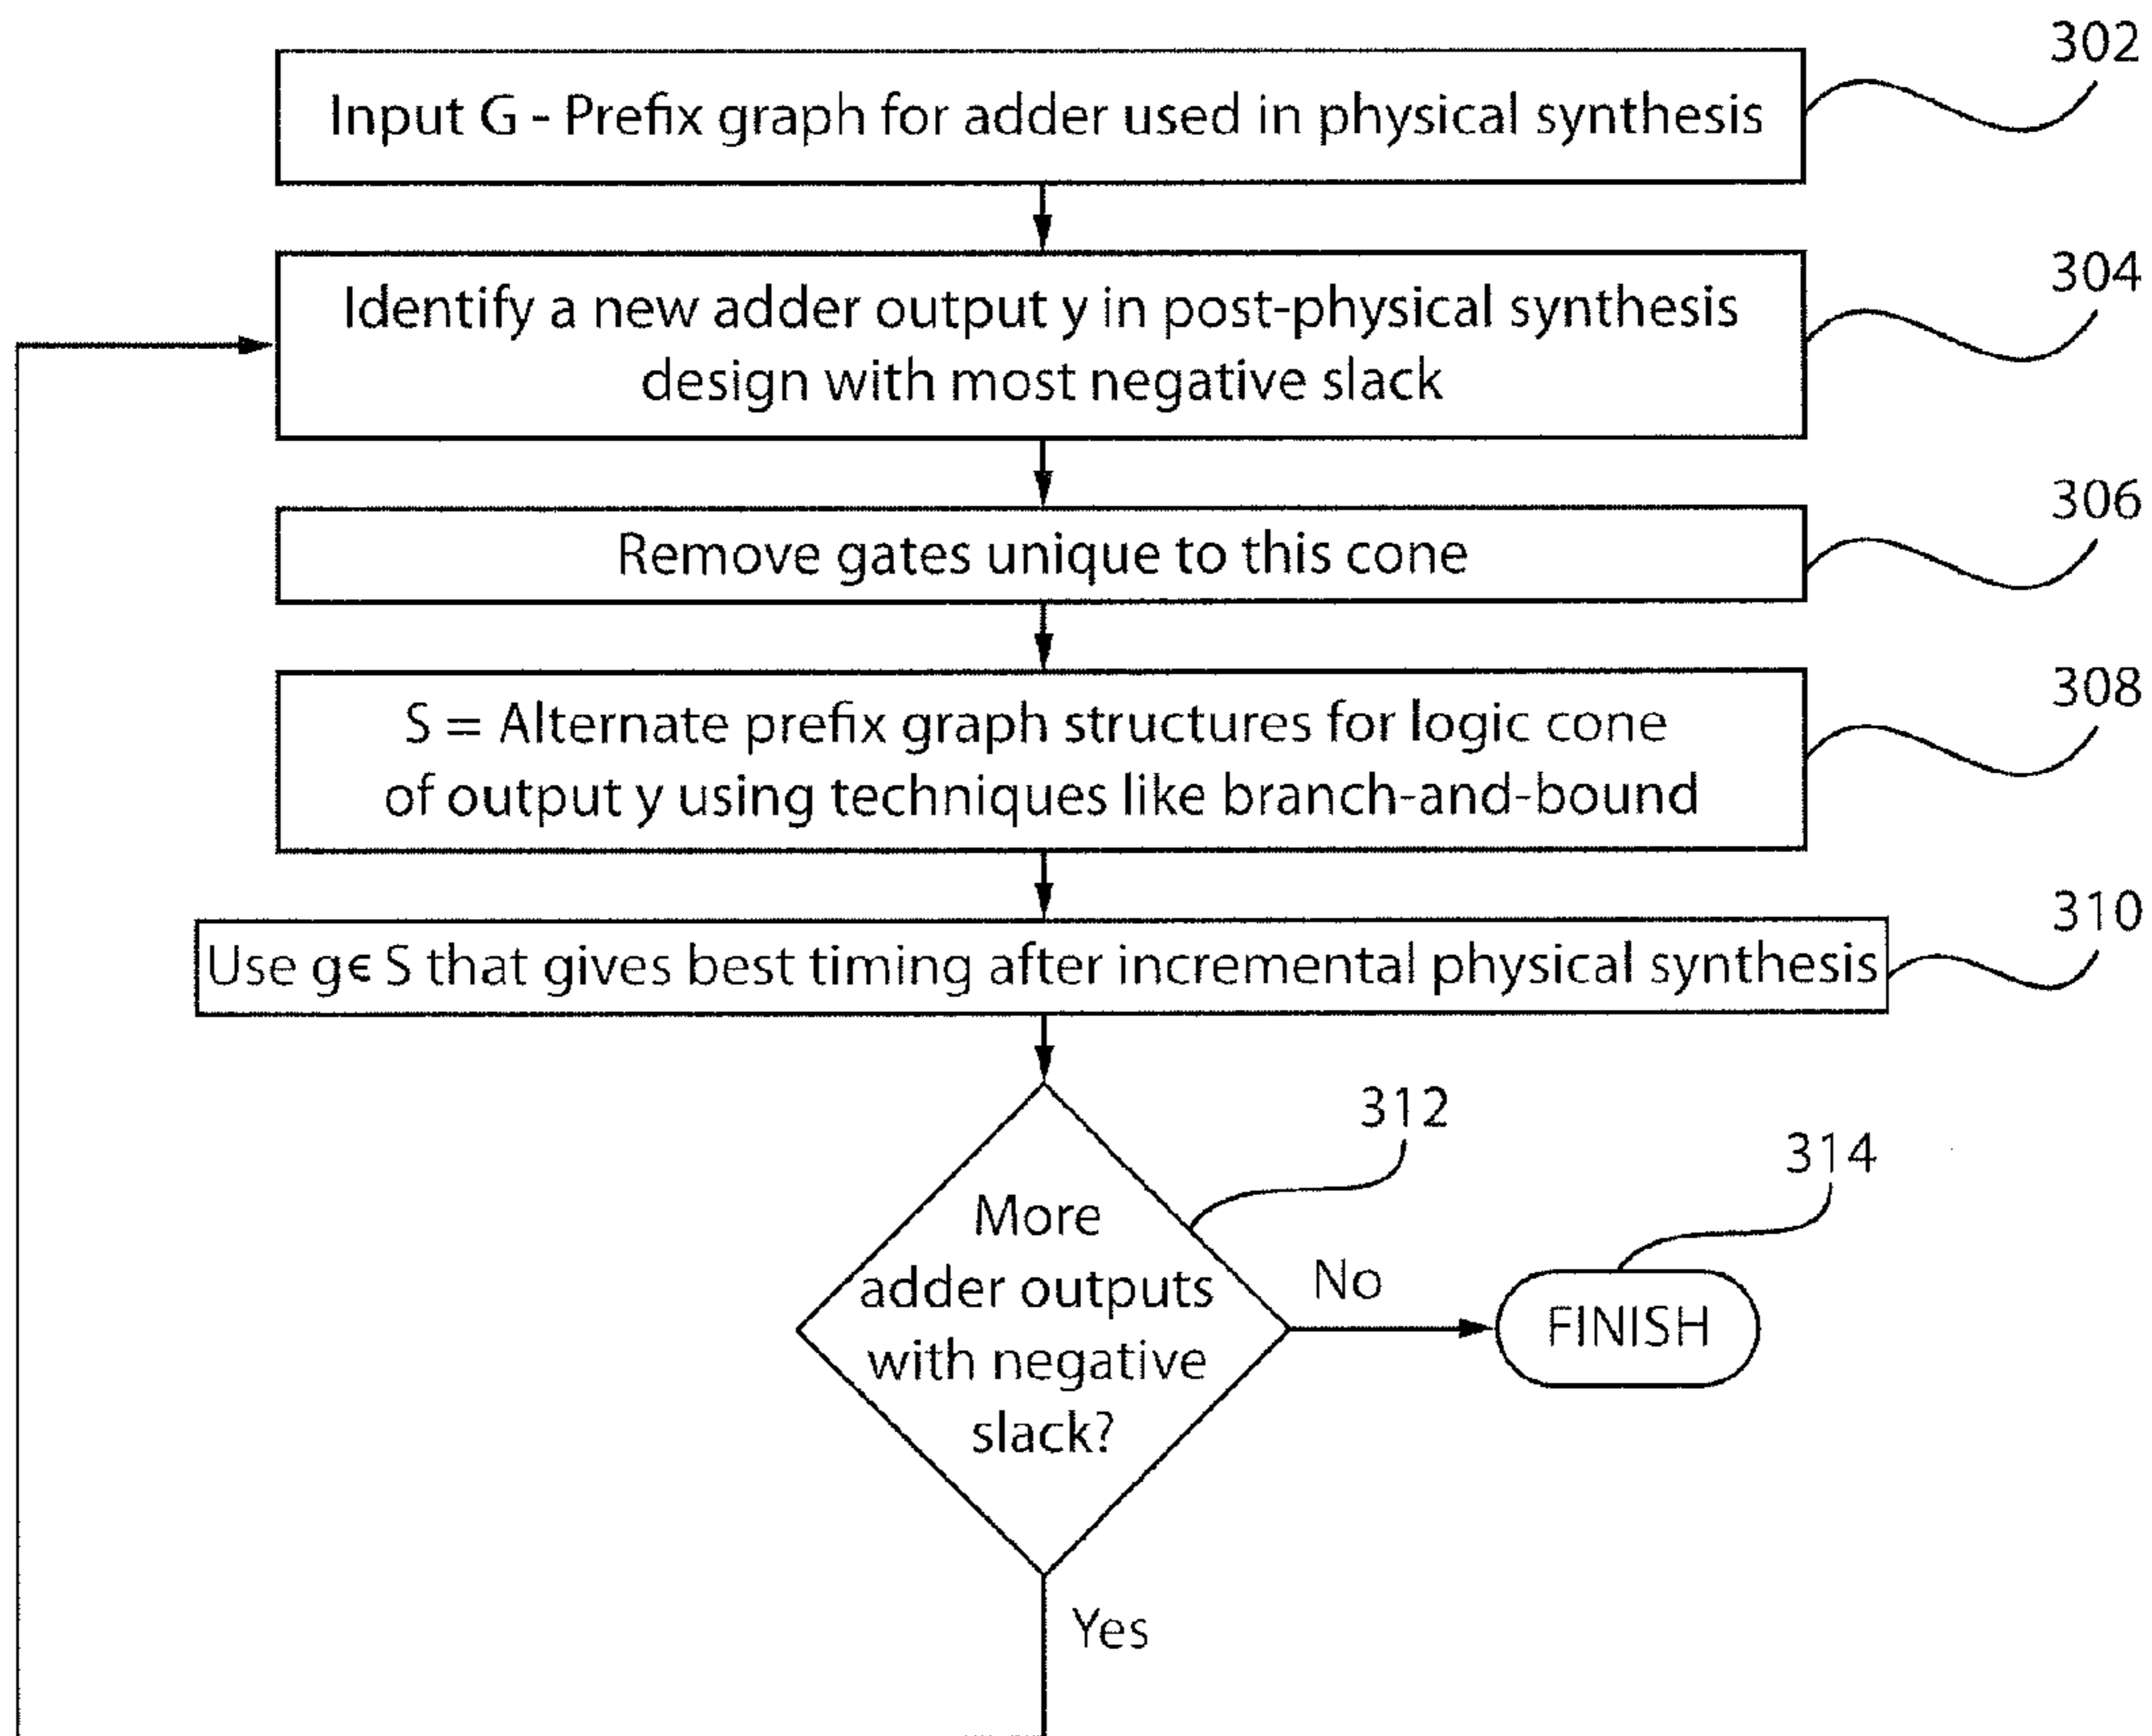 302
Input G - Prefix graph for adder used in physical synthesis
304
Identify a new adder output y in post-physical synthesis
design with most negative slack
306
Remove gates unique to this cone
308
S = Alternate prefix graph structures for logic cone
of output y using techniques like branch-and-bound
310
Use g∈ S that gives best timing after incremental physical synthesis
312
314
More
adder outputs
with negative
slack?
No
FINISH
Yes